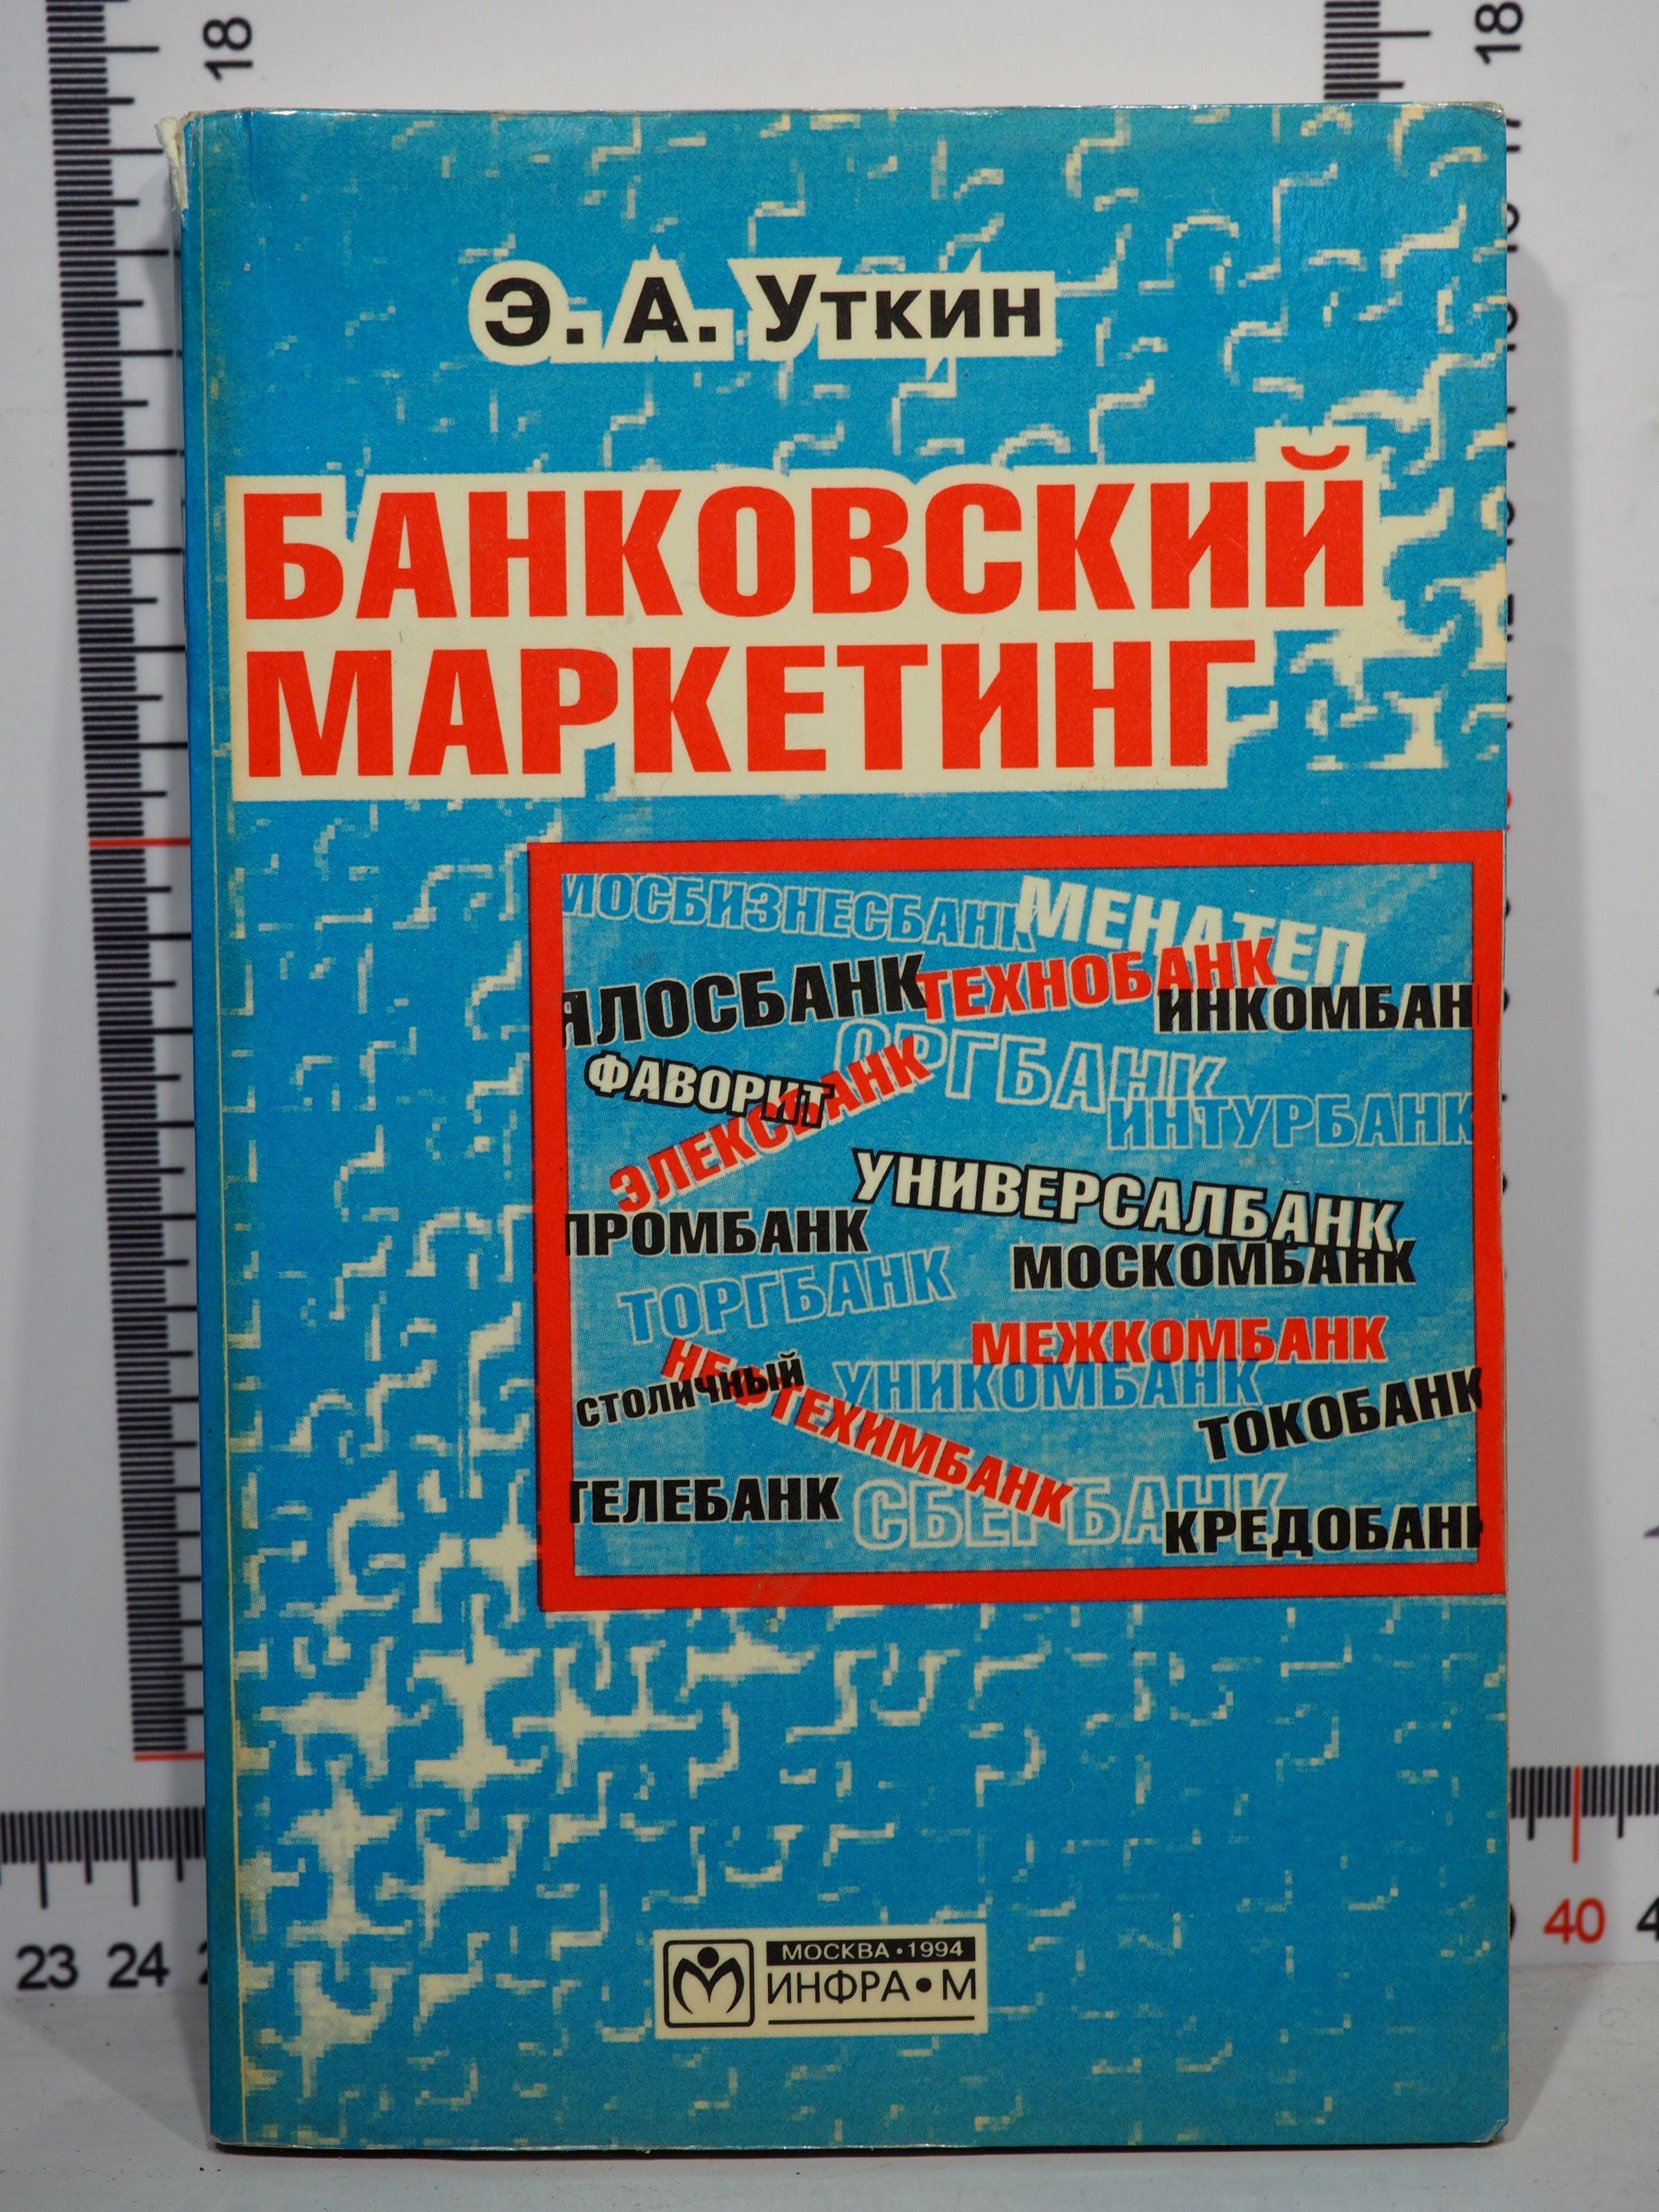 18
18
Э. А. Уткин
БАНКОВСКИЙ
МАРКЕТИНГ
МОСБИЗНЕСБАНК
МЕНАТЕП
ЯЛОСБАНК
ТЕХНОБАНК
ИНКОМБАН
ОРГБАНК
ФАВОРИТ
ЭЛЕКСБАНК
ИНТУРБАНК
УНИВЕРСАЛБАНК
ПРОМБАНК
МОСКОМБАНК
ТОРГБАНК
МЕЖКОМБАНК
НЕФТЕХИМБАНК
СТОЛИЧНЫЙ
УНИКОМБАНК
ТОКОБАНК
ТЕЛЕБАНК
СБЕРБАНК
КРЕДОБАНК
МОСКВА • 1994
ИНФРА • М
23 24
40